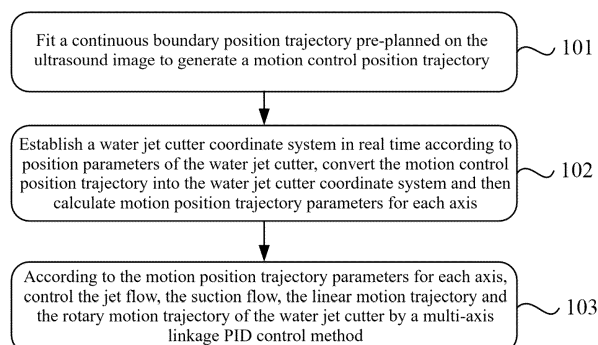 Fit a continuous boundary position trajectory pre-planned on the
ultrasound image to generate a motion control position trajectory
101
Establish a water jet cutter coordinate system in real time according to
position parameters of the water jet cutter, convert the motion control
position trajectory into the water jet cutter coordinate system and then
calculate motion position trajectory parameters for each axis
102
According to the motion position trajectory parameters for each axis,
control the jet flow, the suction flow, the linear motion trajectory and
the rotary motion trajectory of the water jet cutter by a multi-axis
linkage PID control method
103